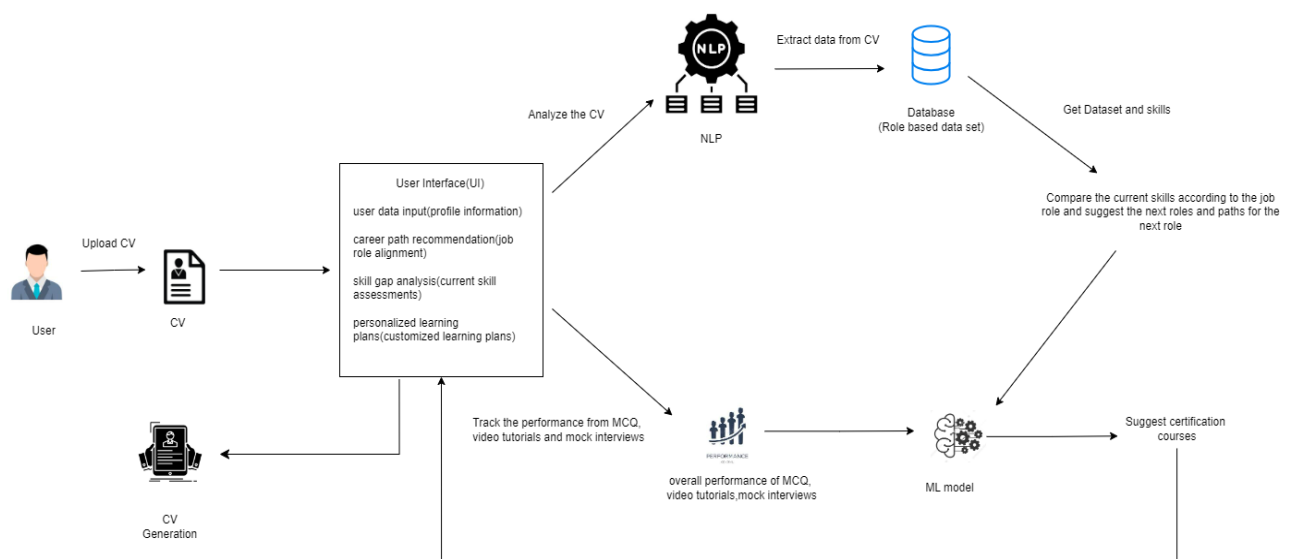 NLP
Extract data from CV
Analyze the CV
NLP
Database
(Role based data set)
Get Dataset and skills
Compare the current skills according to the job
role and suggest the next roles and paths for the
next role
User Interface(UI)
user data input(profile information)
career path recommendation(job
role alignment)
skill gap analysis(current skill
assessments)
personalized learning
plans(customized learning plans)
Upload CV
User
CV
Track the performance from MCQ,
video tutorials and mock interviews
PERFORMANCE
overall performance of MCQ,
video tutorials,mock interviews
ML model
Suggest certification
courses
CV
Generation